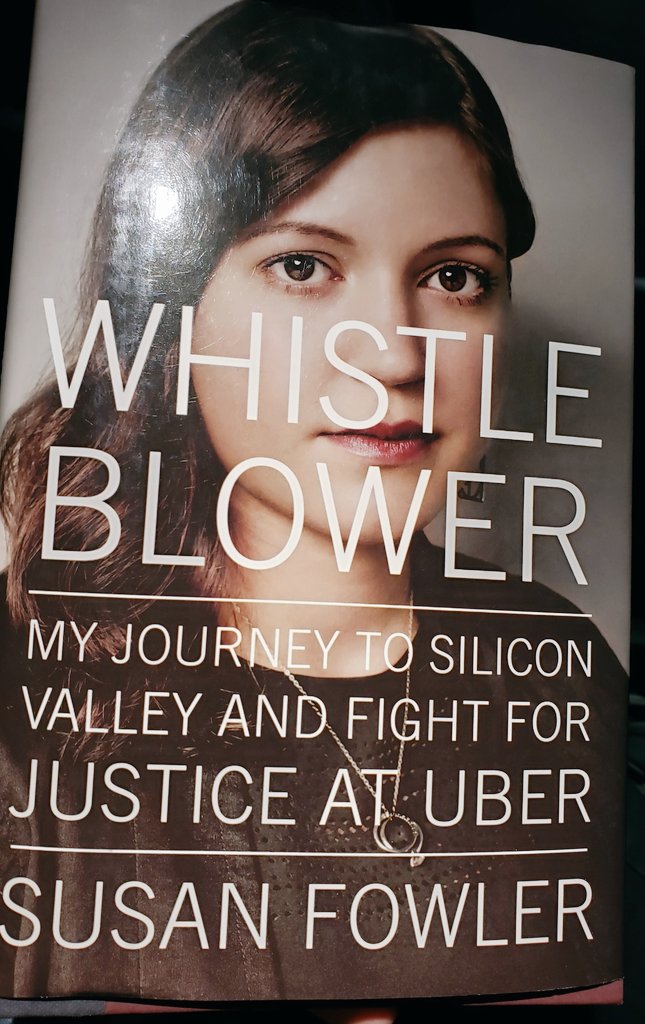 WHISTLE
BLOWER
MY JOURNEY TO SILICON
VALLEY AND FIGHT FOR
JUSTICE AT UBER
SUSAN FOWLER